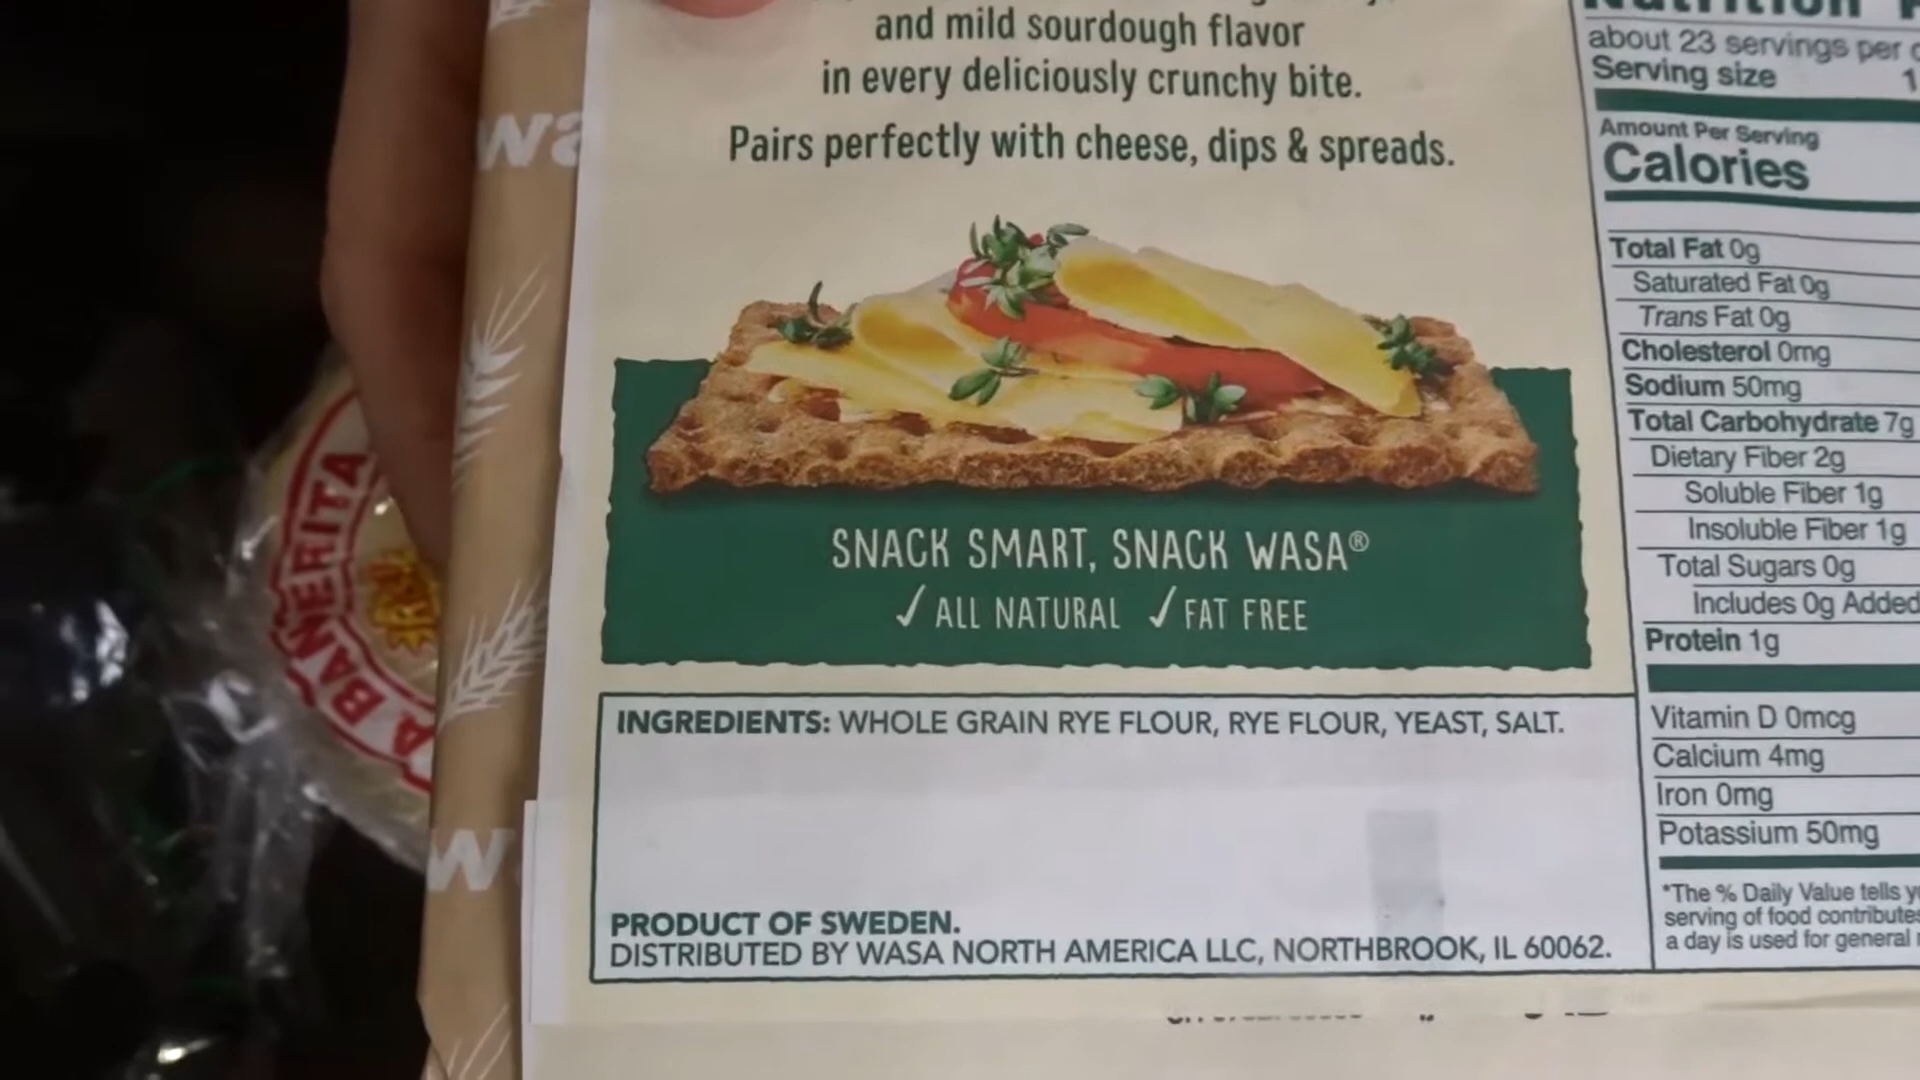 and mild sourdough flavor
in every deliciously crunchy bite.
Pairs perfectly with cheese, dips & spreads.
SNACK SMART, SNACK WASA®
✓ ALL NATURAL ✓ FAT FREE
INGREDIENTS: WHOLE GRAIN RYE FLOUR, RYE FLOUR, YEAST, SALT.
PRODUCT OF SWEDEN.
DISTRIBUTED BY WASA NORTH AMERICA LLC, NORTHBROOK, IL 60062.
Nutrition
about 23 servings per
Serving size 1
Amount Per Serving
Calories
Total Fat 0g
Saturated Fat 0g
Trans Fat 0g
Cholesterol 0mg
Sodium 50mg
Total Carbohydrate 7g
Dietary Fiber 2g
Soluble Fiber 1g
Insoluble Fiber 1g
Total Sugars 0g
Includes 0g Added
Protein 1g
Vitamin D 0mcg
Calcium 4mg
Iron 0mg
Potassium 50mg
*The % Daily Value tells
serving of food contributes
a day is used for general
wa
w
A BAÑERITA